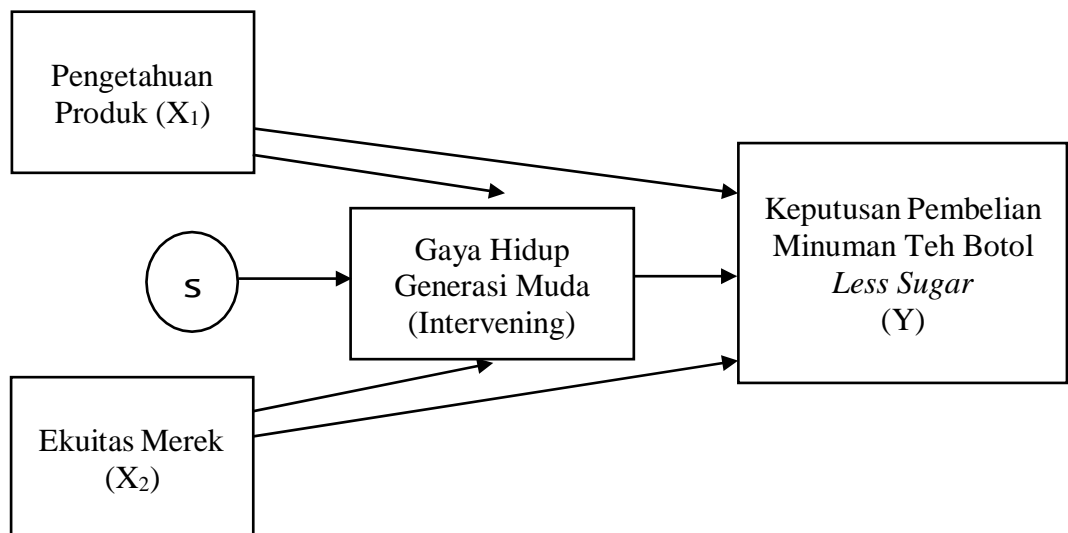 Pengetahuan
Produk (X₁)
Keputusan Pembelian
Minuman Teh Botol
Less Sugar
(Y)
Gaya Hidup
Generasi Muda
(Intervening)
s
Ekuitas Merek
(X₂)